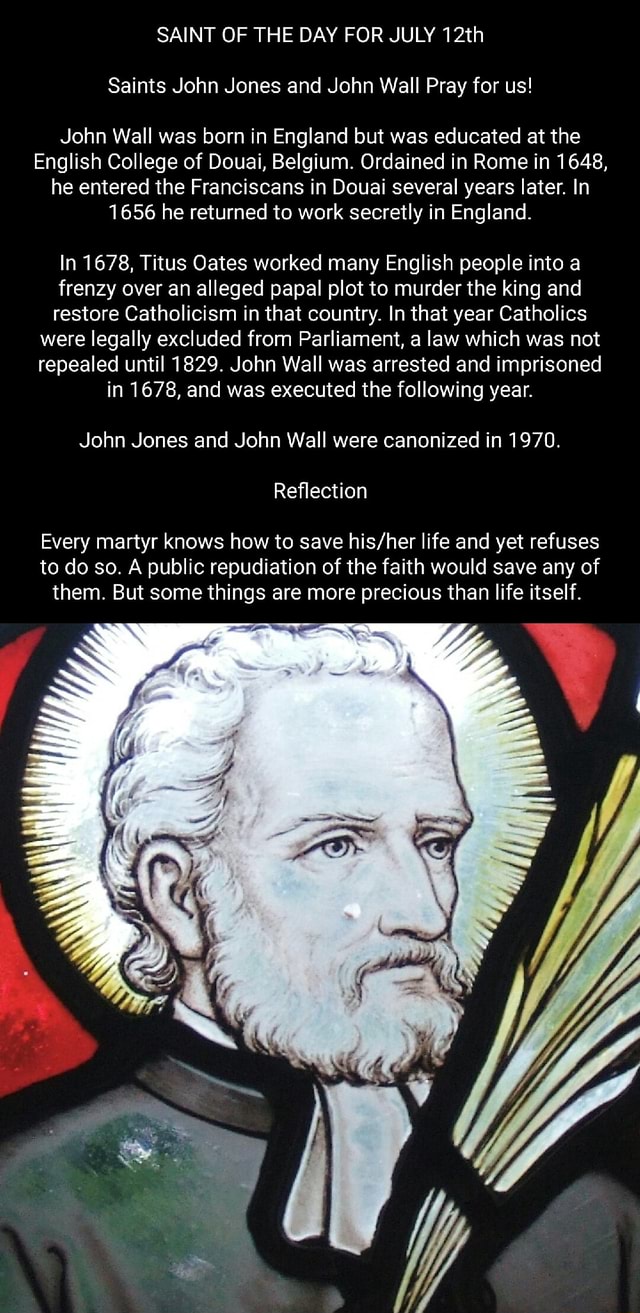 SAINT OF THE DAY FOR JULY 12th
Saints John Jones and John Wall Pray for us!
John Wall was born in England but was educated at the
English College of Douai, Belgium. Ordained in Rome in 1648,
he entered the Franciscans in Douai several years later. In
1656 he returned to work secretly in England.
In 1678, Titus Oates worked many English people into a
frenzy over an alleged papal plot to murder the king and
restore Catholicism in that country. In that year Catholics
were legally excluded from Parliament, a law which was not
repealed until 1829. John Wall was arrested and imprisoned
in 1678, and was executed the following year.
John Jones and John Wall were canonized in 1970.
Reflection
Every martyr knows how to save his/her life and yet refuses
to do so. A public repudiation of the faith would save any of
them. But some things are more precious than life itself.